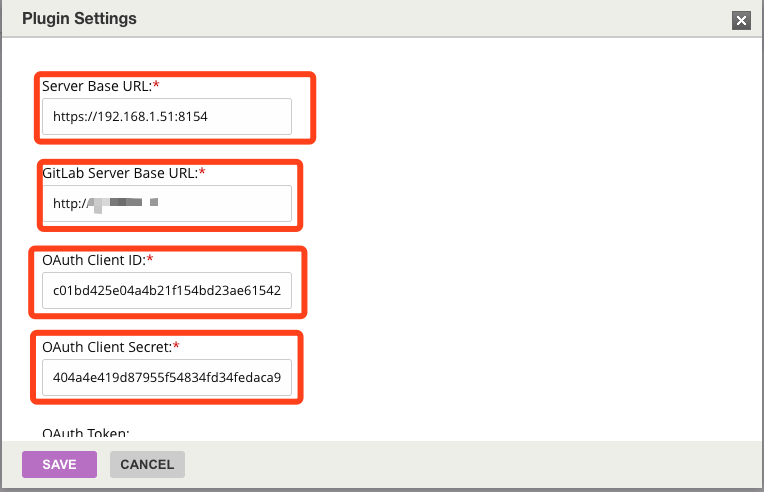 Plugin Settings
Server Base URL:*
https://192.168.1.51:8154
GitLab Server Base URL:*
http:/
OAuth Client ID:*
c01bd425e04a4b21f154bd23ae61542
OAuth Client Secret:*
404a4e419d87955f54834fd34fedaca9
OAuth Token:
SAVE CANCEL